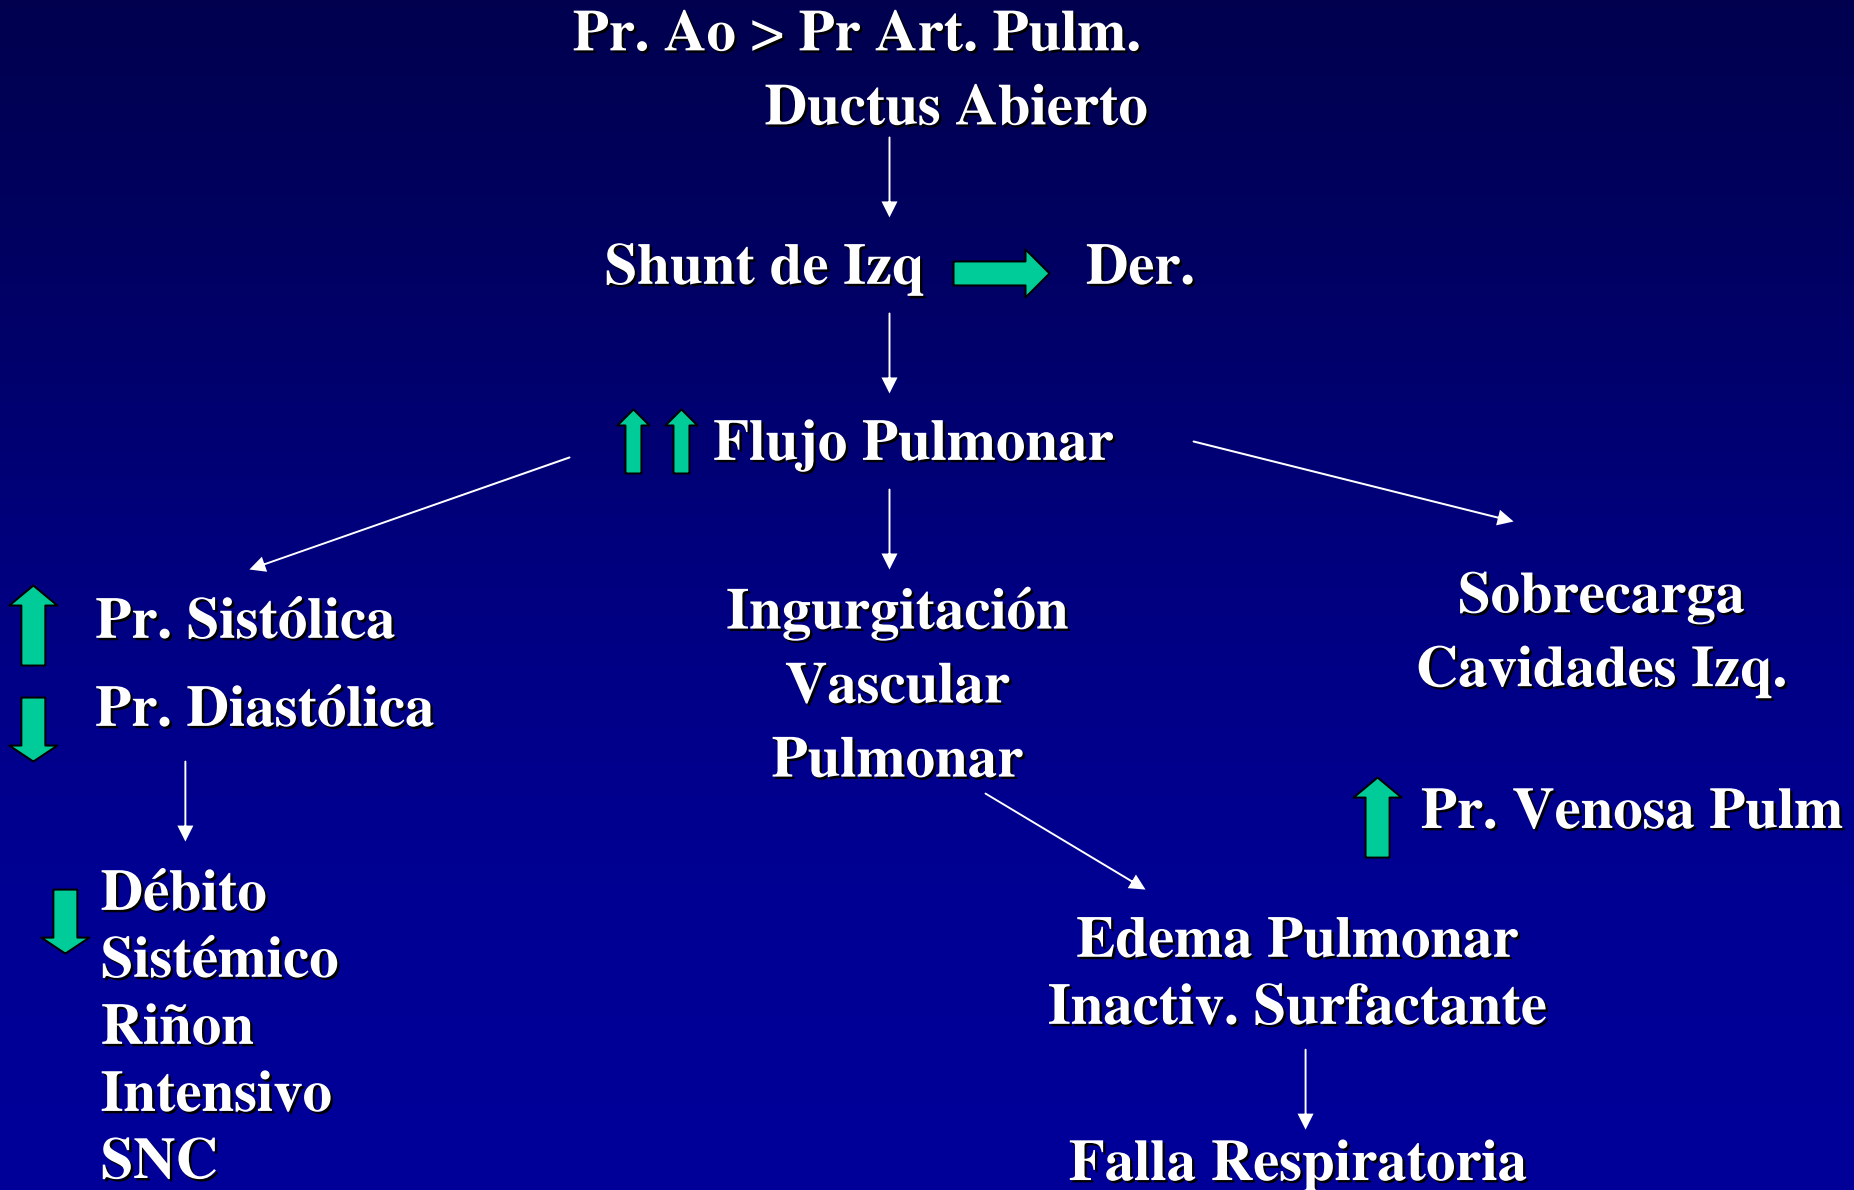 Pr. Ao > Pr Art. Pulm.
Ductus Abierto
Shunt de Izq
Der.
Flujo Pulmonar
Pr. Sistólica
Pr. Diastólica
Débito
Sistémico
Riñon
Intensivo
SNC
Ingurgitación
Vascular
Pulmonar
Sobrecarga
Cavidades Izq.
Pr. Venosa Pulm
Edema Pulmonar
Inactiv. Surfactante
Falla Respiratoria